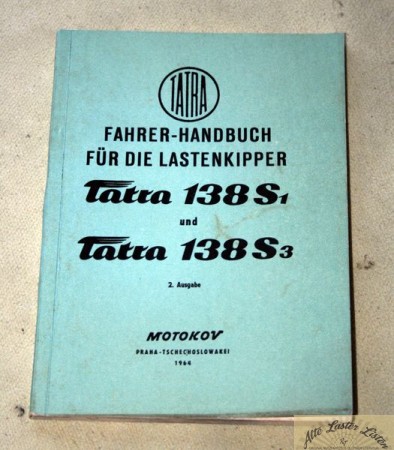 TATRA
FAHRER-HANDBUCH
FÜR DIE LASTENKIPPER
Tatra 138 S1
und
Tatra 138 S3
2. Ausgabe
MOTOKOV
PRAHA-TSCHECHOSLOWAKEI
1964
Alte Laster Listen